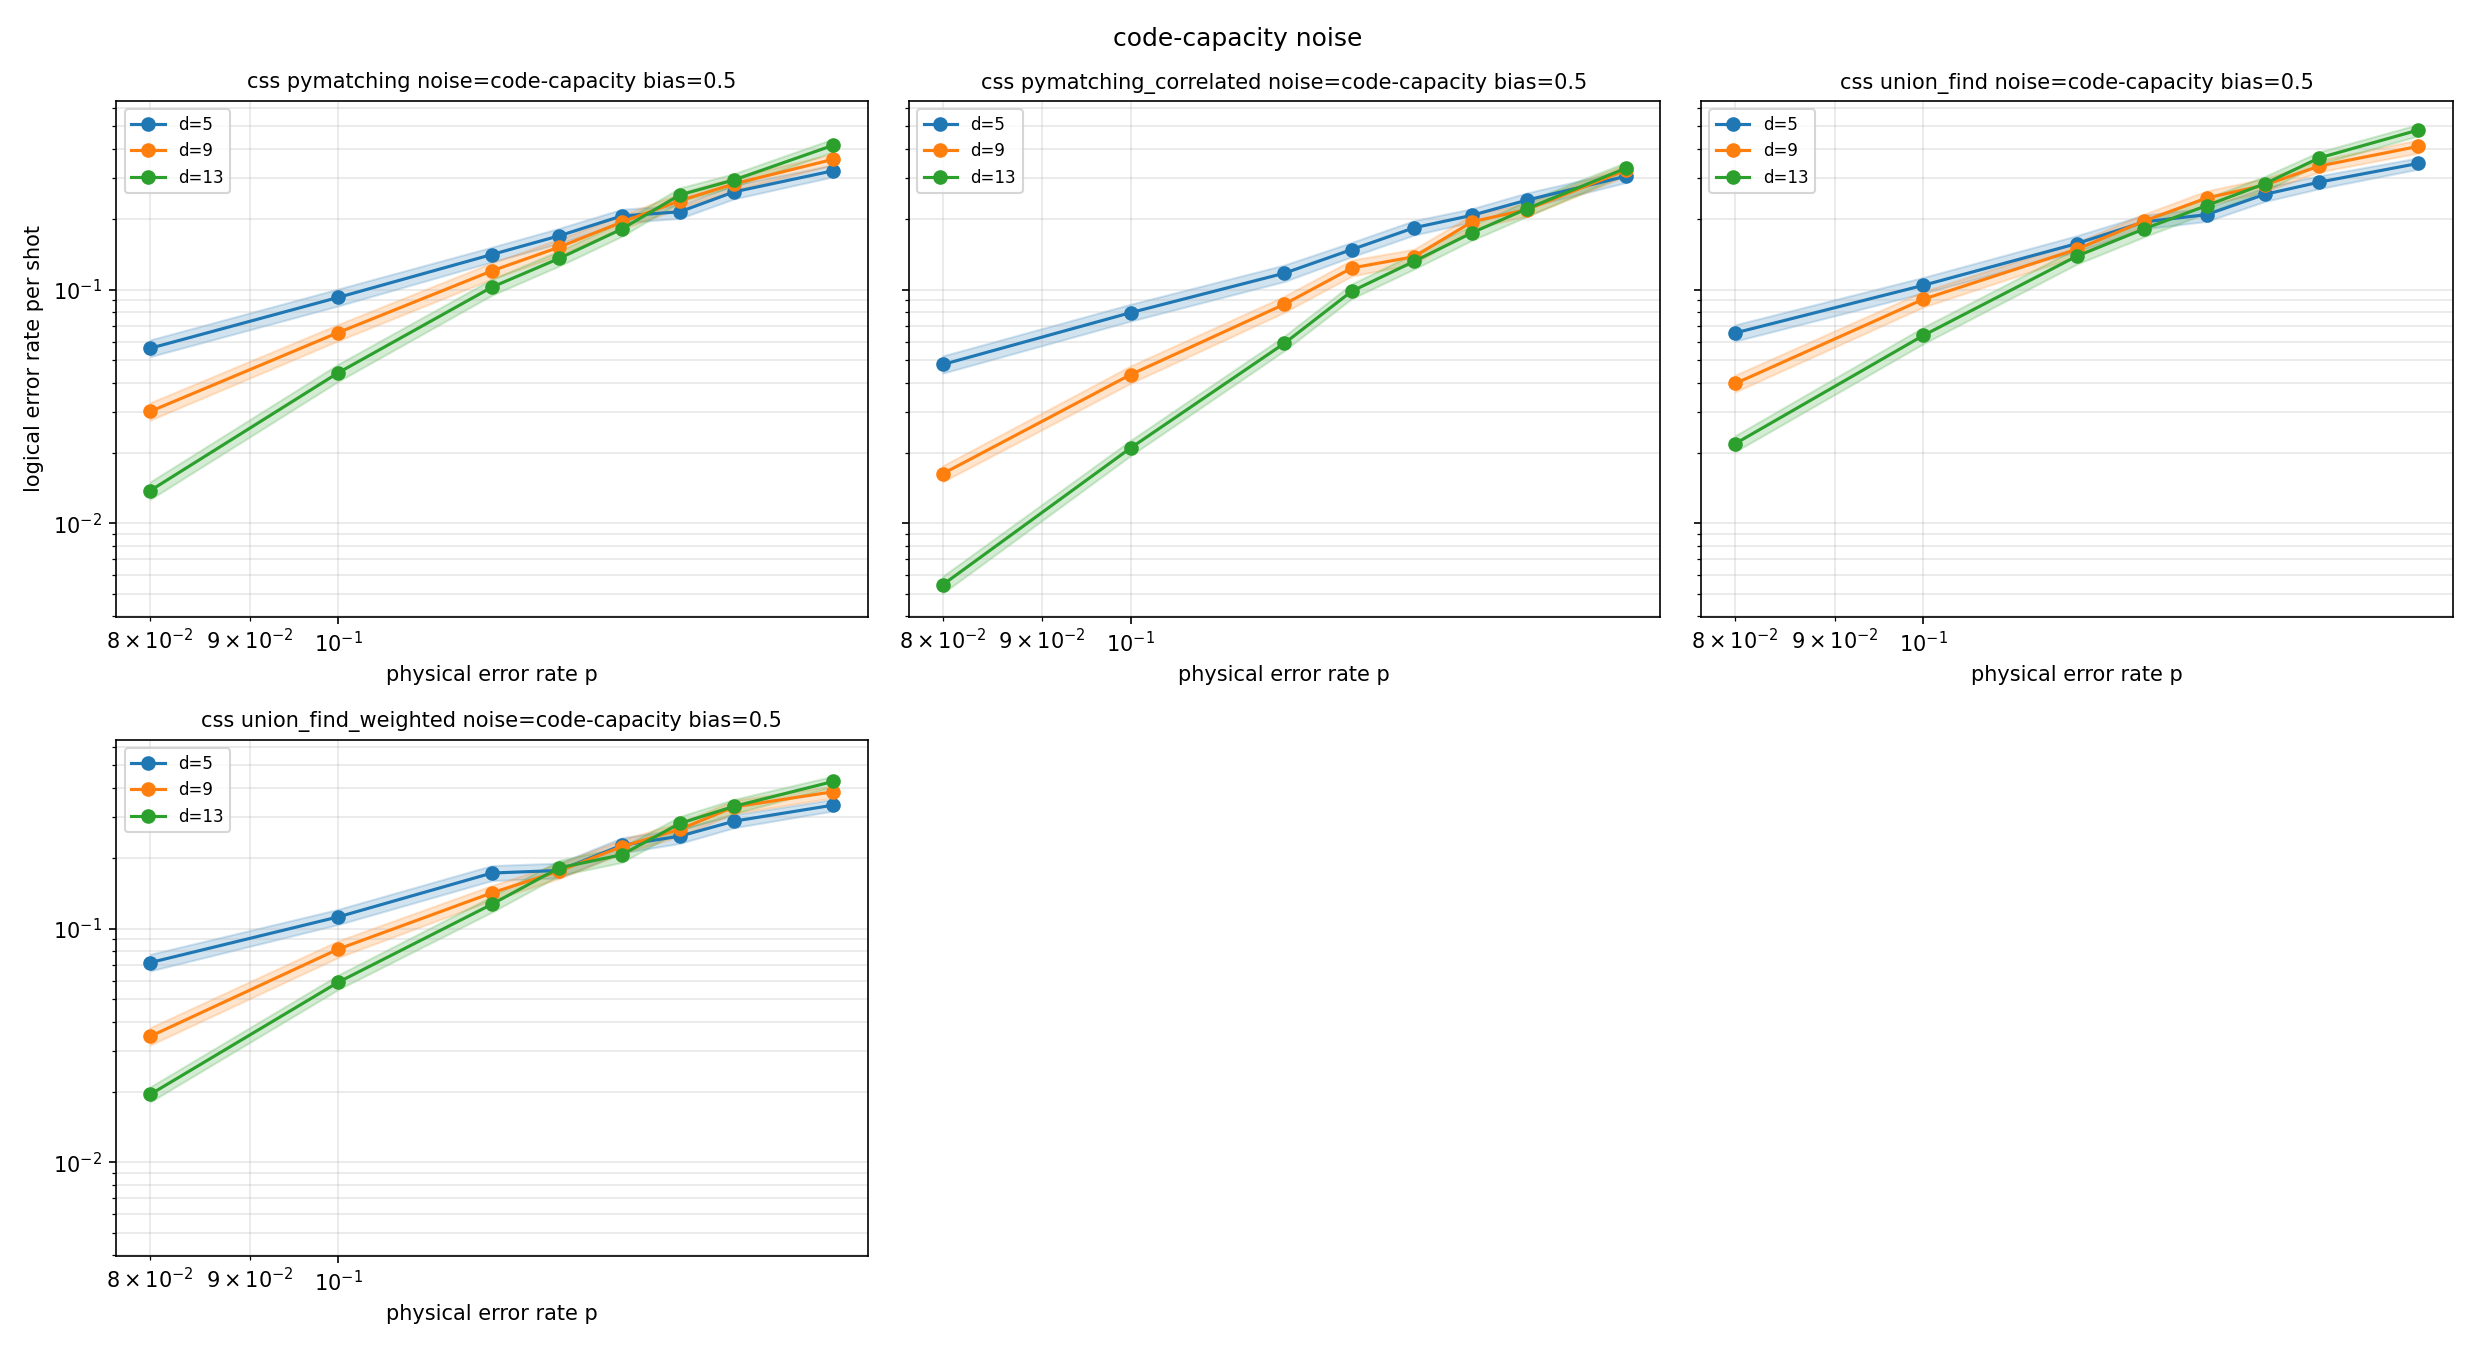 code-capacity noise
css pymatching noise=code-capacity bias=0.5
d=5
d=9
d=13
logical error rate per shot
10⁻¹
10⁻²
8 × 10⁻² 9 × 10⁻² 10⁻¹
physical error rate p
css pymatching_correlated noise=code-capacity bias=0.5
d=5
d=9
d=13
8 × 10⁻² 9 × 10⁻² 10⁻¹
physical error rate p
css union_find noise=code-capacity bias=0.5
d=5
d=9
d=13
8 × 10⁻² 9 × 10⁻² 10⁻¹
physical error rate p
css union_find_weighted noise=code-capacity bias=0.5
d=5
d=9
d=13
10⁻¹
10⁻²
8 × 10⁻² 9 × 10⁻² 10⁻¹
physical error rate p